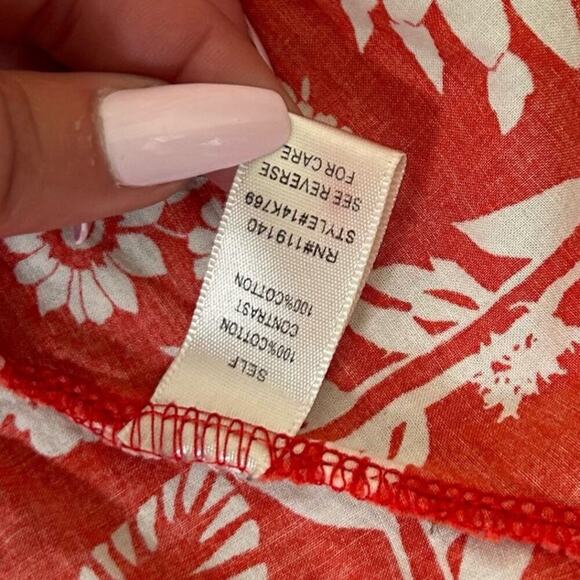 SELF
100%COTTON
CONTRAST
100%COTTON
RN#119140
STYLE#14K769
SEE REVERSE
FOR CARE